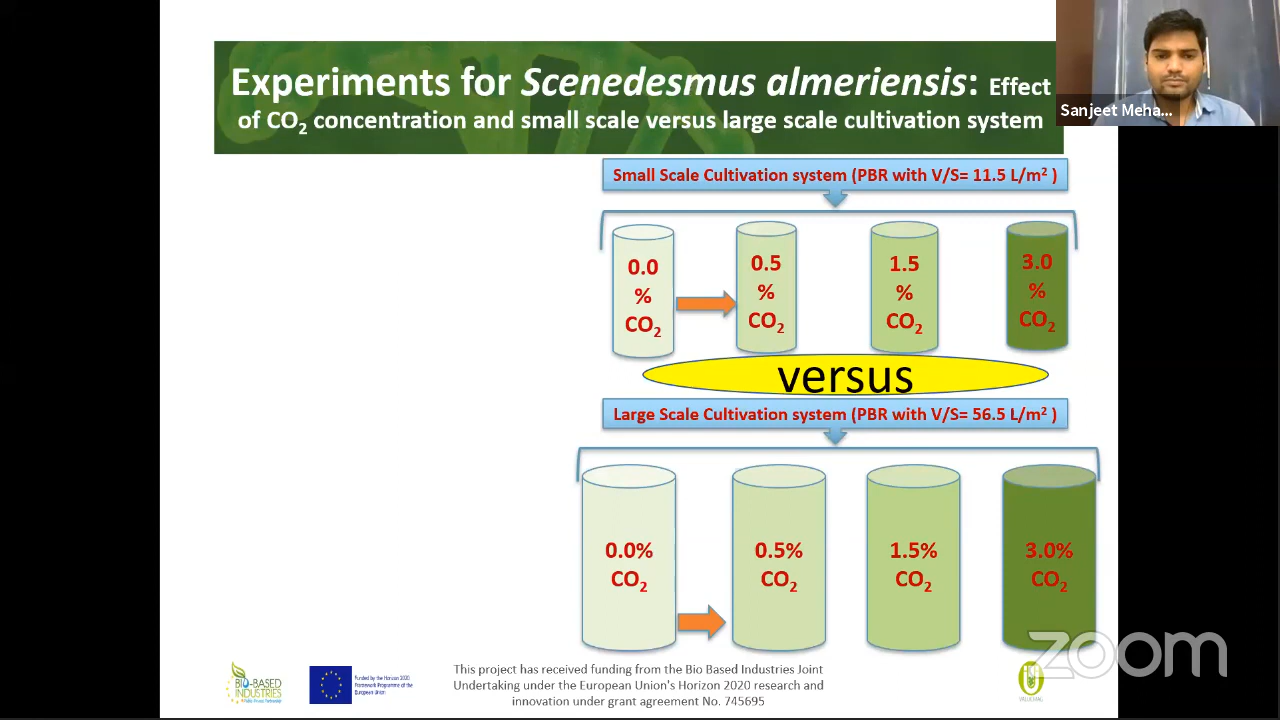 Experiments for Scenedesmus almeriensis: Effect
of CO₂ concentration and small scale versus large scale cultivation system
Sanjeet Meha...
Small Scale Cultivation system (PBR with V/S= 11.5 L/m² )
0.0
%
CO₂
0.5
%
CO₂
1.5
%
CO₂
3.0
%
CO₂
versus
Large Scale Cultivation system (PBR with V/S= 56.5 L/m² )
0.0%
CO₂
0.5%
CO₂
1.5%
CO₂
3.0%
CO₂
BIO-BASED
INDUSTRIES
Public-Private Partnership
Funded by the Horizon 2020
Framework Programme of the
European Union
This project has received funding from the Bio Based Industries Joint
Undertaking under the European Union's Horizon 2020 research and
innovation under grant agreement No. 745695
VALUEMAG
zoom